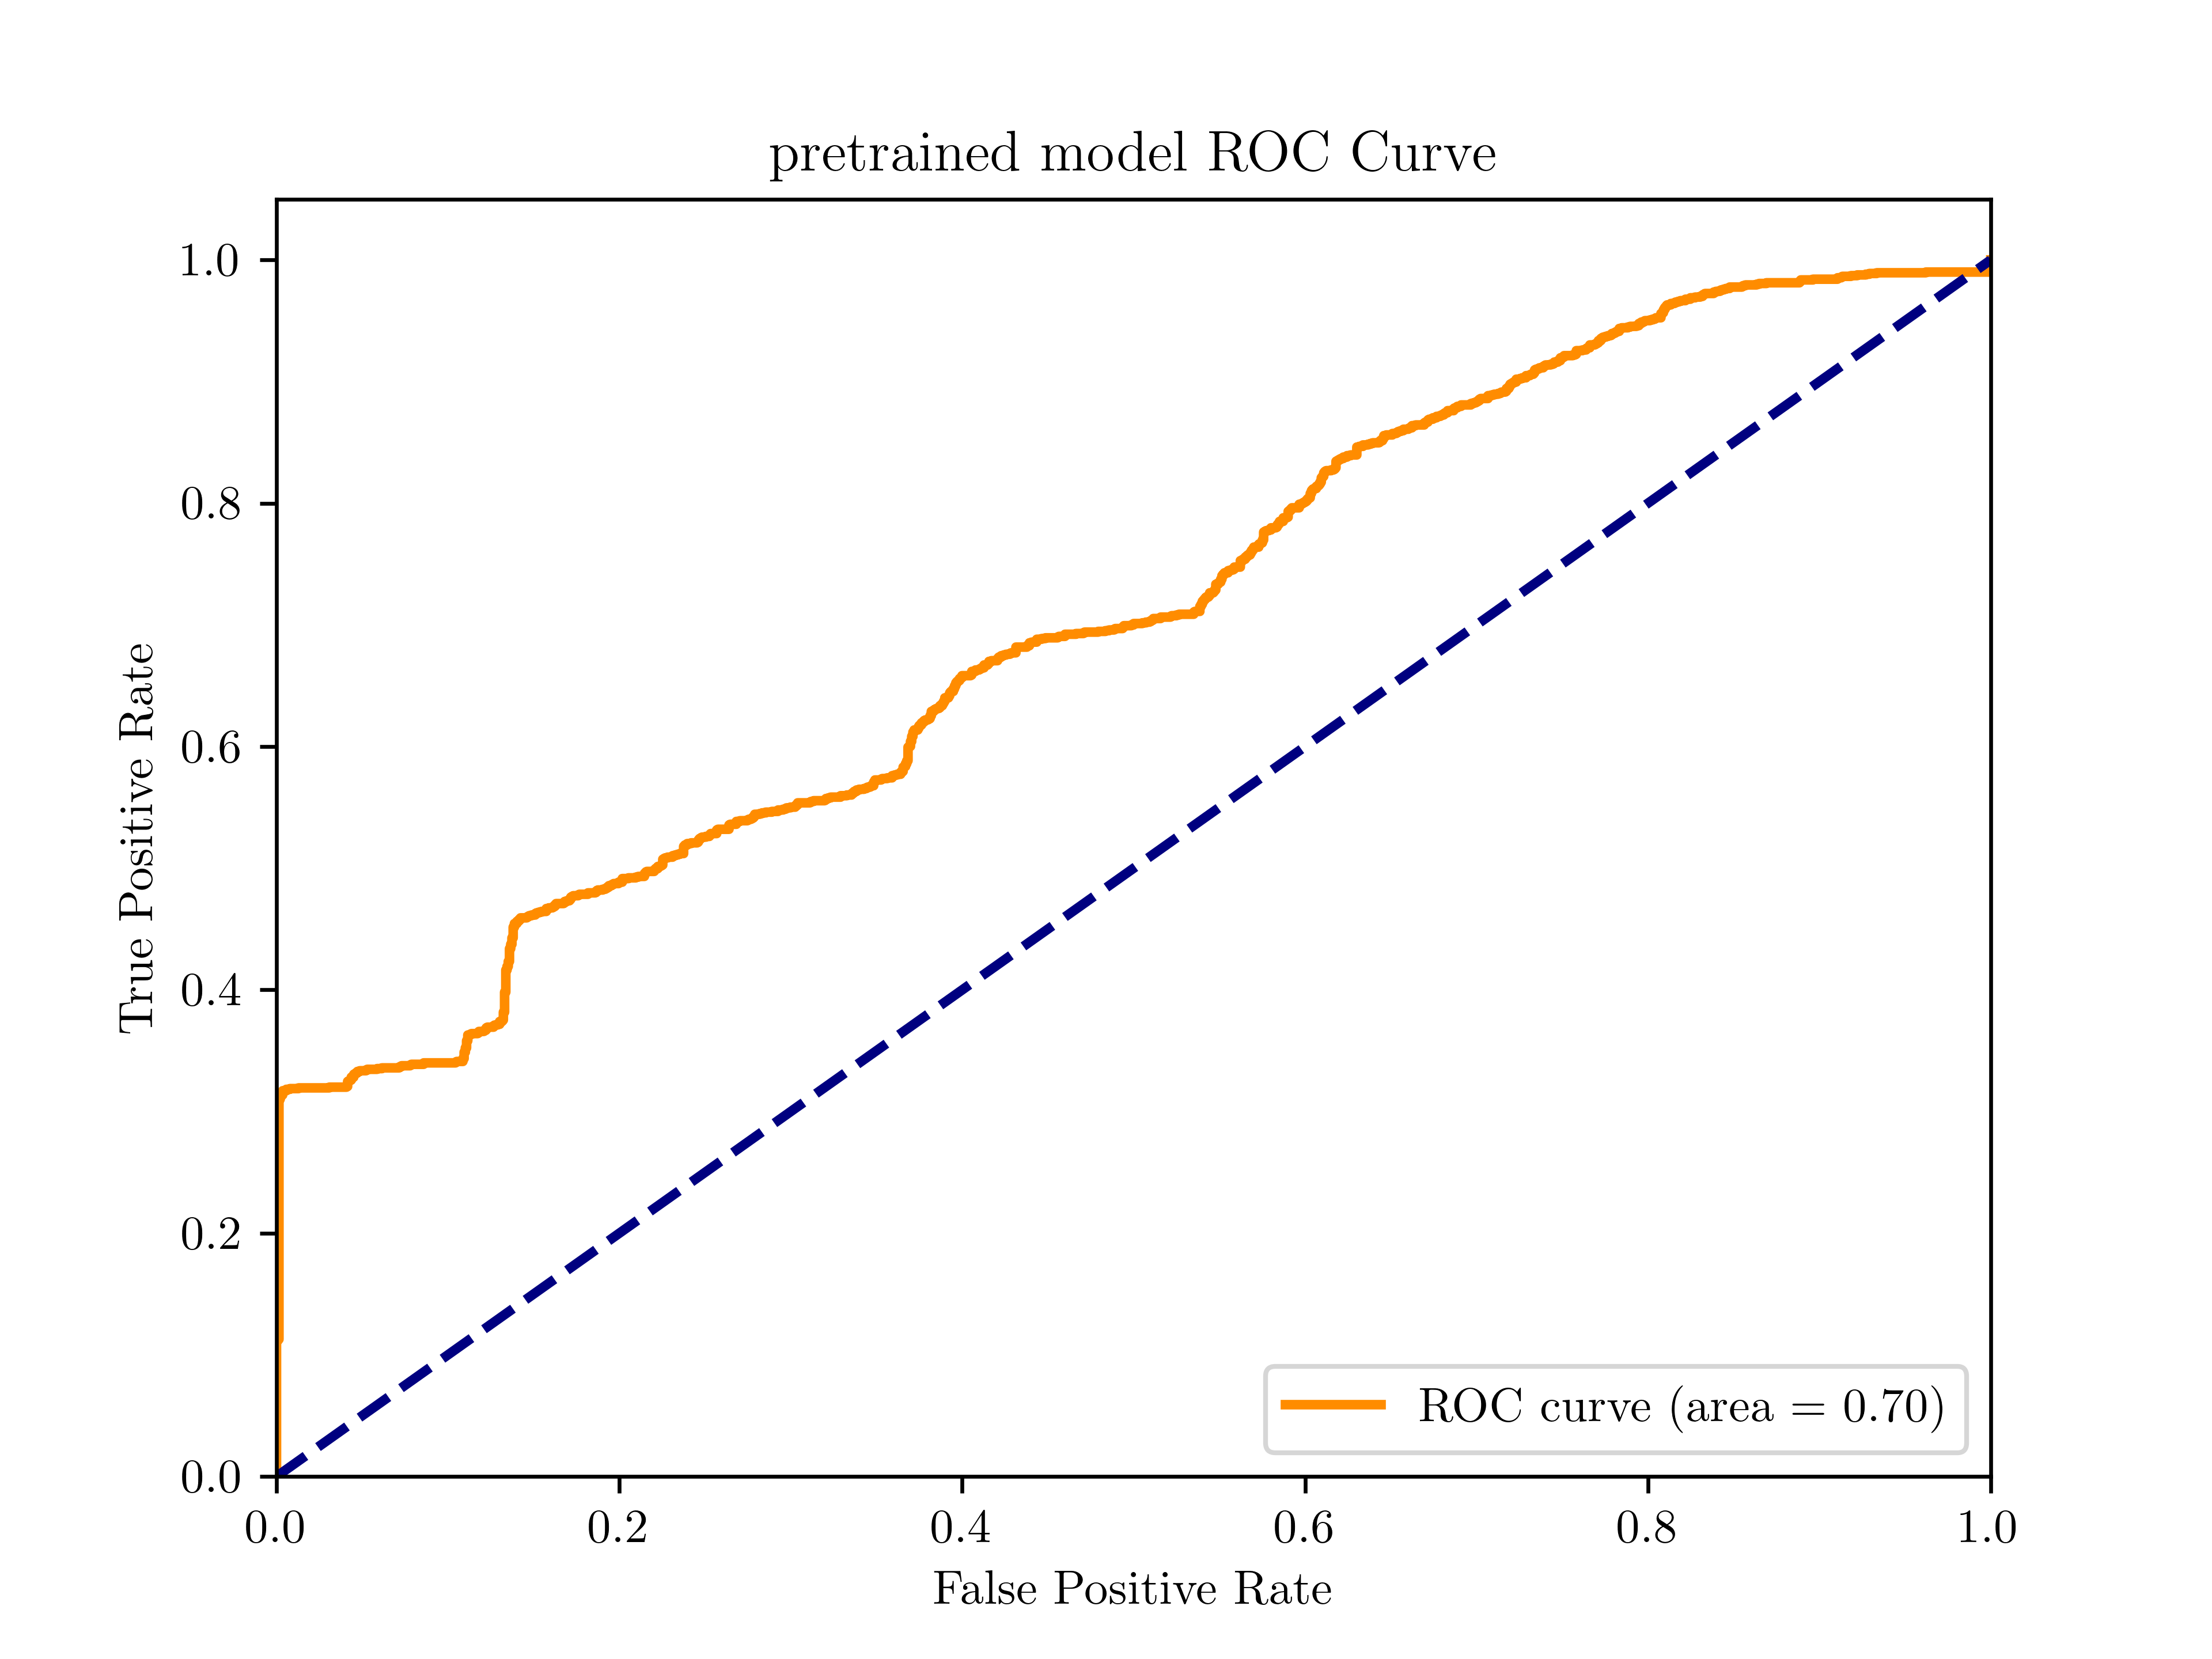 pretrained model ROC Curve
1.0
0.8
0.6
0.4
0.2
0.0
True Positive Rate
ROC curve (area = 0.70)
0.0 0.2 0.4 0.6 0.8 1.0
False Positive Rate